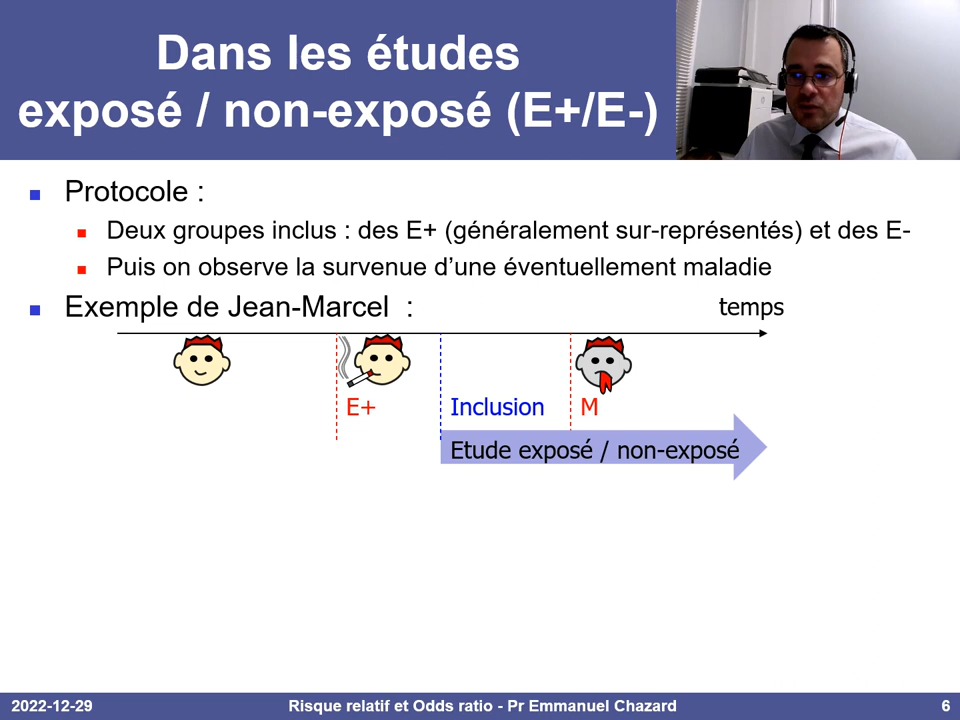 Dans les études
exposé / non-exposé (E+/E-)
Protocole :
Deux groupes inclus : des E+ (généralement sur-représentés) et des E-
Puis on observe la survenue d’une éventuellement maladie
Exemple de Jean-Marcel :
temps
E+
Inclusion
M
Etude exposé / non-exposé
2022-12-29
Risque relatif et Odds ratio - Pr Emmanuel Chazard
6